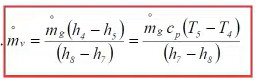 .ṁ_v = ṁ_g(h_4 − h_5) / (h_8 − h_7) = ṁ_g c_p(T_5 − T_4) / (h_7 − h_8)